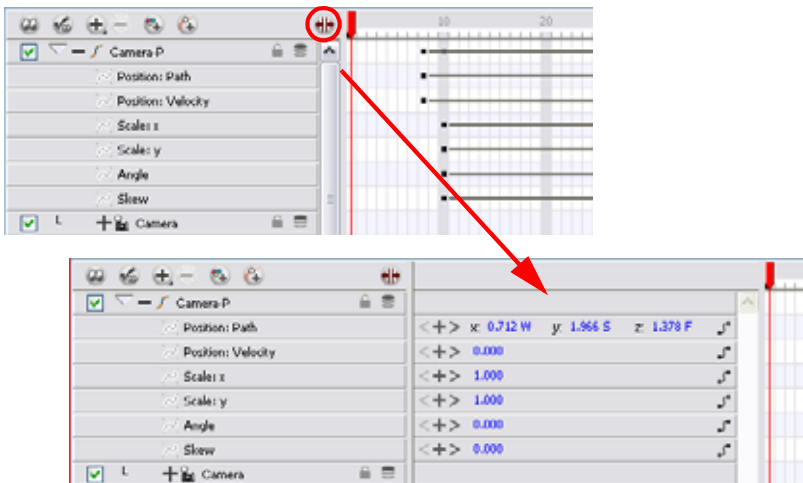 10 20
Camera-P
Position: Path
Position: Velocity
Scale: x
Scale: y
Angle
Skew
Camera
Camera-P
Position: Path x: 0.712 W y: 1.966 S z: 1.378 F
Position: Velocity 0.000
Scale: x 1.000
Scale: y 1.000
Angle 0.000
Skew 0.000
Camera